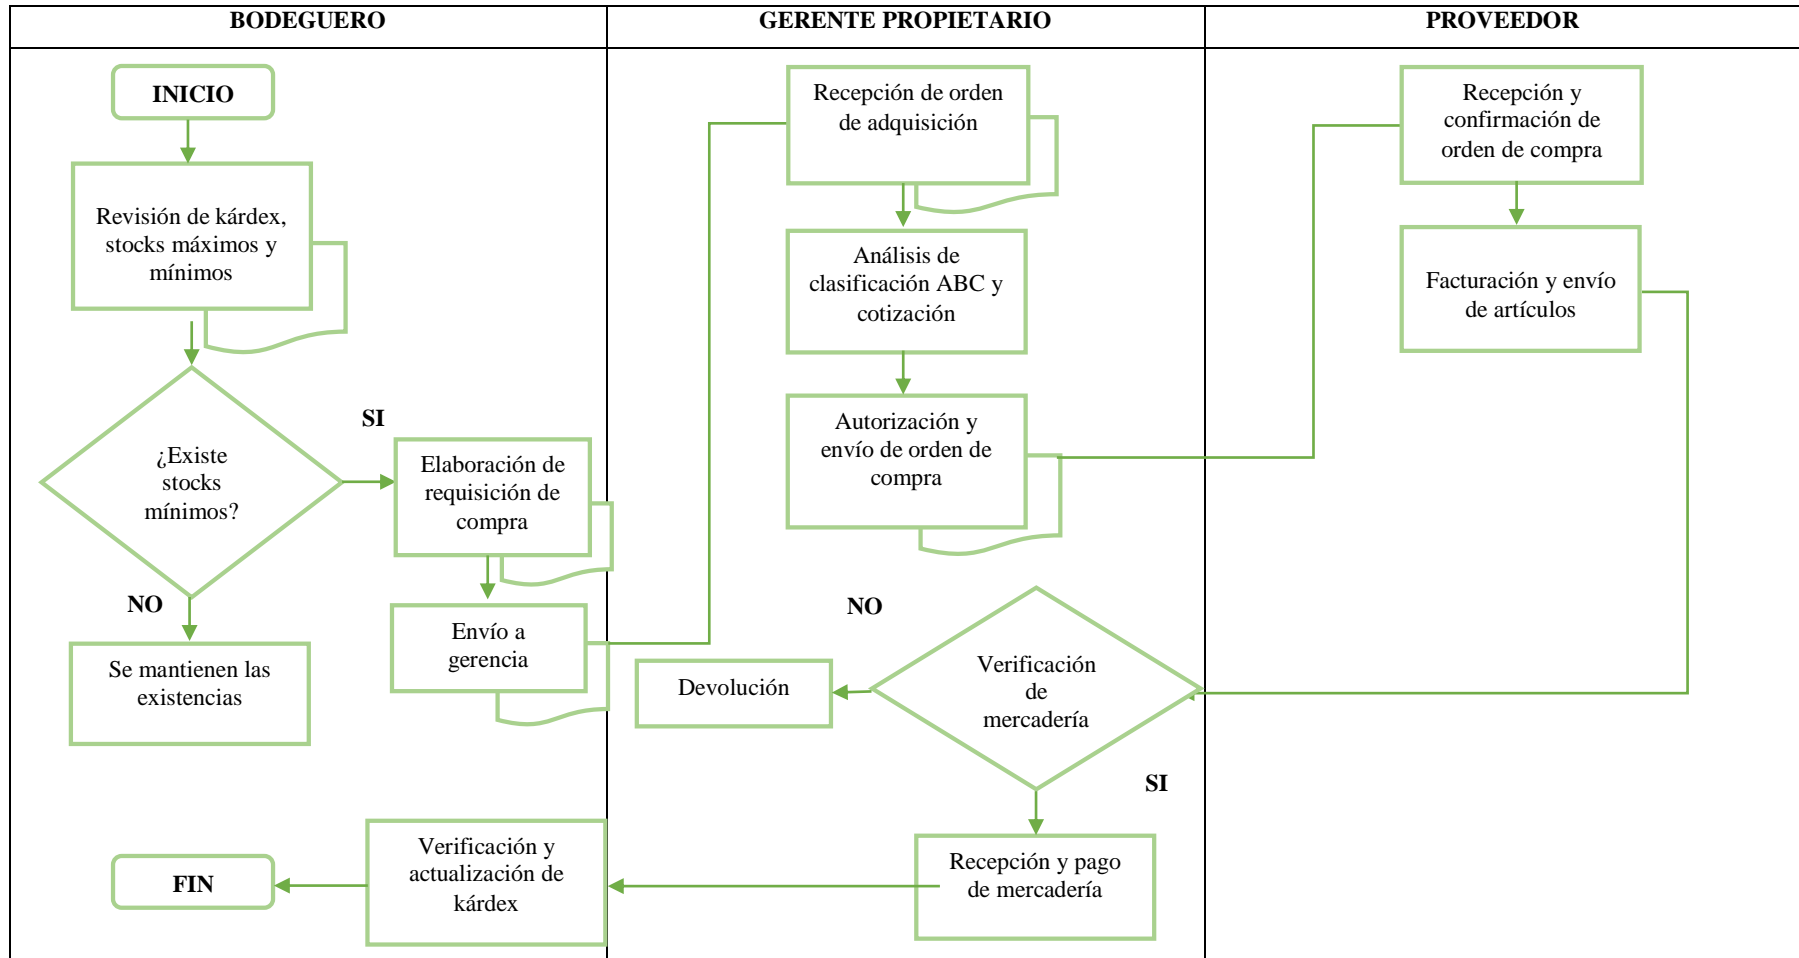 BODEGUERO
GERENTE PROPIETARIO
PROVEEDOR
INICIO
Revisión de kárdex,
stocks máximos y
mínimos
¿Existe
stocks
mínimos?
SI
NO
Elaboración de
requisición de
compra
Envío a
gerencia
Se mantienen las
existencias
Recepción de orden
de adquisición
Análisis de
clasificación ABC y
cotización
Autorización y
envío de orden de
compra
Recepción y
confirmación de
orden de compra
Facturación y envío
de artículos
NO
Verificación
de
mercadería
Devolución
SI
Recepción y pago
de mercadería
Verificación y
actualización de
kárdex
FIN